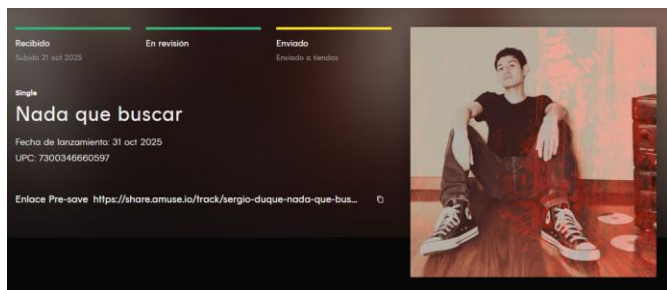 Recibido
En revisión
Enviado
Subido 21 oct 2025
Enviado a tiendas
Single
Nada que buscar
Fecha de lanzamiento: 31 oct 2025
UPC: 7300346660597
Enlace Pre-save https://share.amuse.io/track/sergio-duque-nada-que-bus...